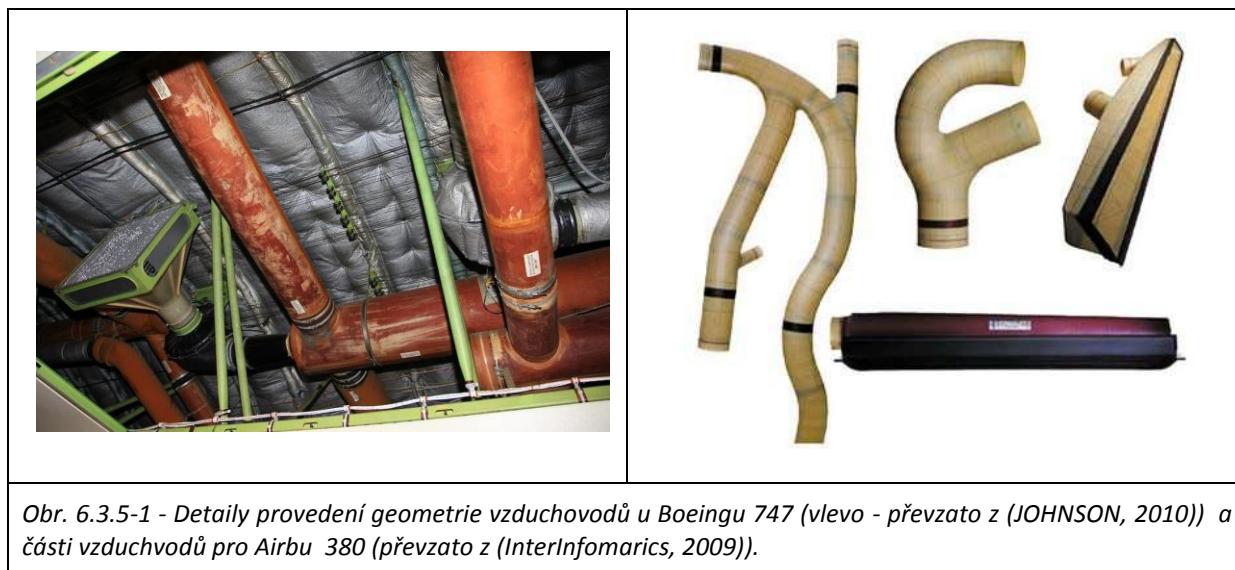 Obr. 6.3.5-1 - Detaily provedení geometrie vzduchovodů u Boeingu 747 (vlevo - převzato z (JOHNSON, 2010)) a
části vzduchvodů pro Airbu 380 (převzato z (InterInfomarics, 2009)).